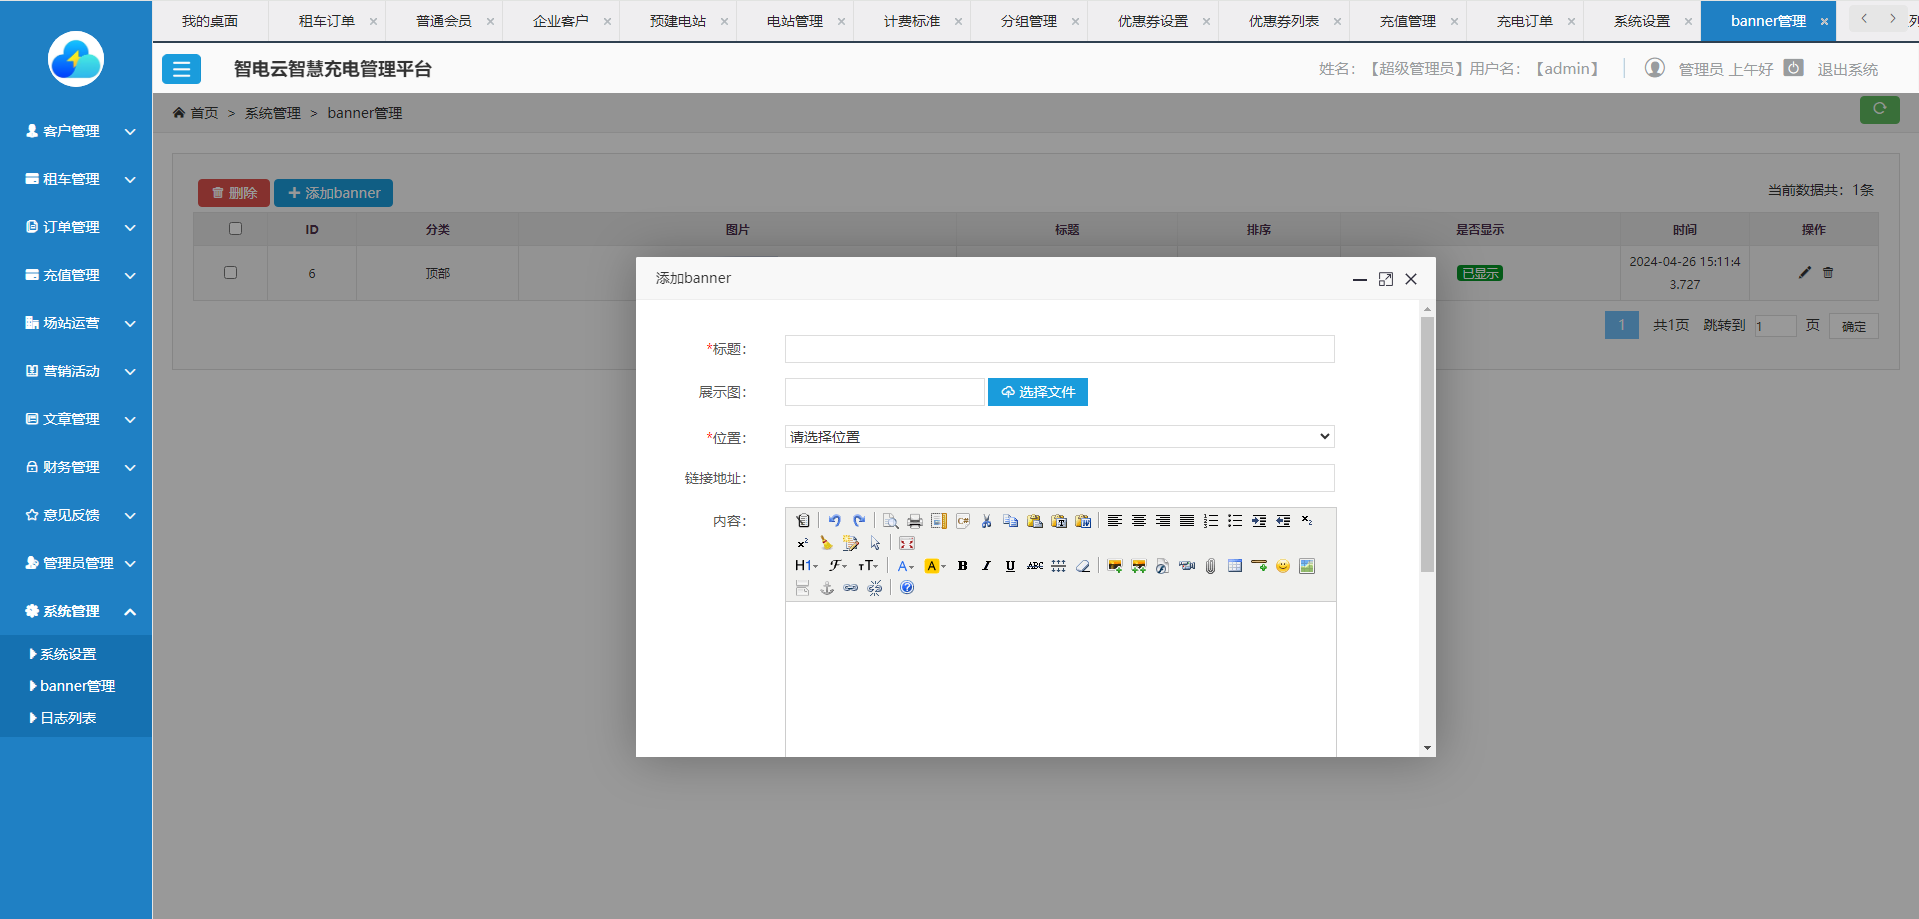 我的桌面
租车订单
普通会员
企业客户
预建电站
电站管理
计费标准
分组管理
优惠券设置
优惠券列表
充值管理
充电订单
系统设置
banner管理
智电云智慧充电管理平台
姓名：【超级管理员】用户名：【admin】
管理员 上午好
退出系统
首页 > 系统管理 > banner管理
客户管理
租车管理
订单管理
充值管理
场站运营
营销活动
文章管理
财务管理
意见反馈
管理员管理
系统管理
系统设置
banner管理
日志列表
删除
添加banner
当前数据共：1条
ID 分类 图片 标题 排序 是否显示 时间 操作
6 顶部 已显示 2024-04-26 15:11:4
3.727
1 共1页 跳转到 1 页 确定
添加banner
*标题：
展示图： 选择文件
*位置： 请选择位置
链接地址：
内容：